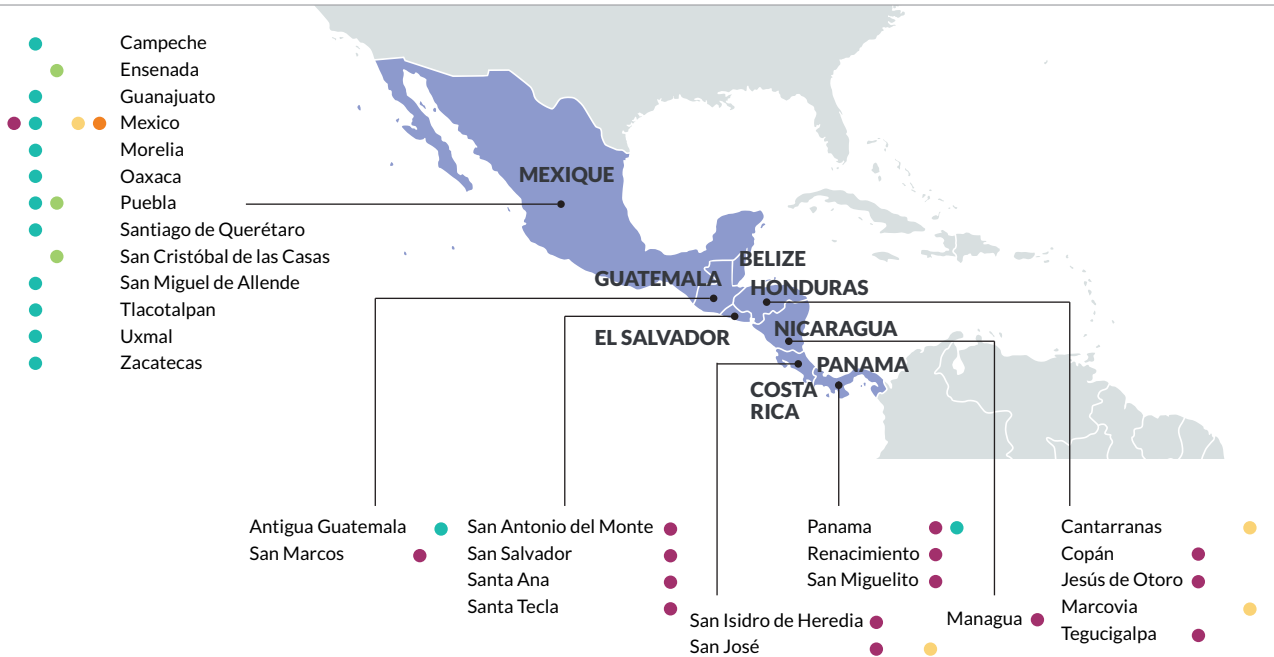 Campeche
Ensenada
Guanajuato
Mexico
Morelia
Oaxaca
Puebla
Santiago de Querétaro
San Cristóbal de las Casas
San Miguel de Allende
Tlacotalpan
Uxmal
Zacatecas
MEXIQUE
BELIZE
GUATEMALA
HONDURAS
EL SALVADOR
NICARAGUA
PANAMA
COSTA
RICA
Antigua Guatemala
San Marcos
San Antonio del Monte
San Salvador
Santa Ana
Santa Tecla
San Isidro de Heredia
San José
Panama
Renacimiento
San Miguelito
Managua
Cantarranas
Copán
Jesús de Otoro
Marcovia
Tegucigalpa